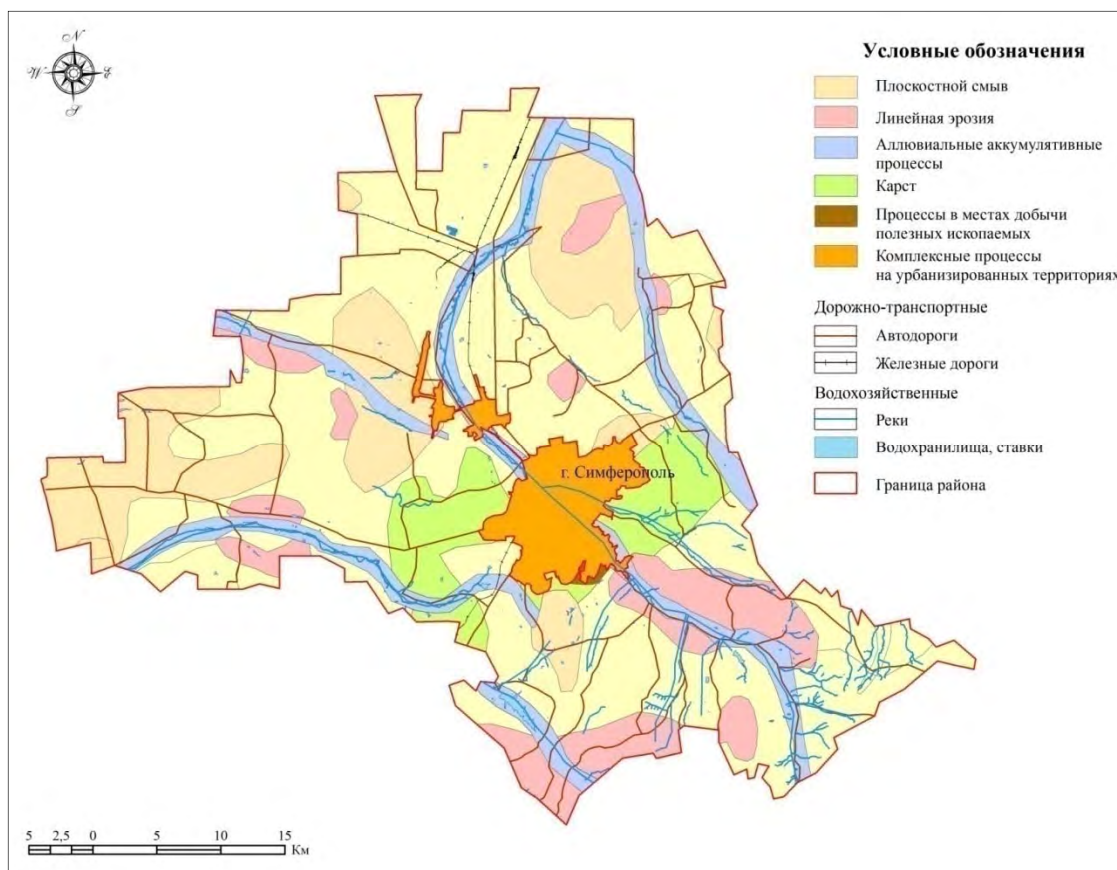 N
W
E
S
Условные обозначения
Плоскостной смыв
Линейная эрозия
Аллювиальные аккумулятивные
процессы
Карст
Процессы в местах добычи
полезных ископаемых
Комплексные процессы
на урбанизированных территориях
Дорожно-транспортные
Автодороги
Железные дороги
Водохозяйственные
Реки
Водохранилища, ставки
Граница района
г. Симферополь
5 2,5 0 5 10 15
Км